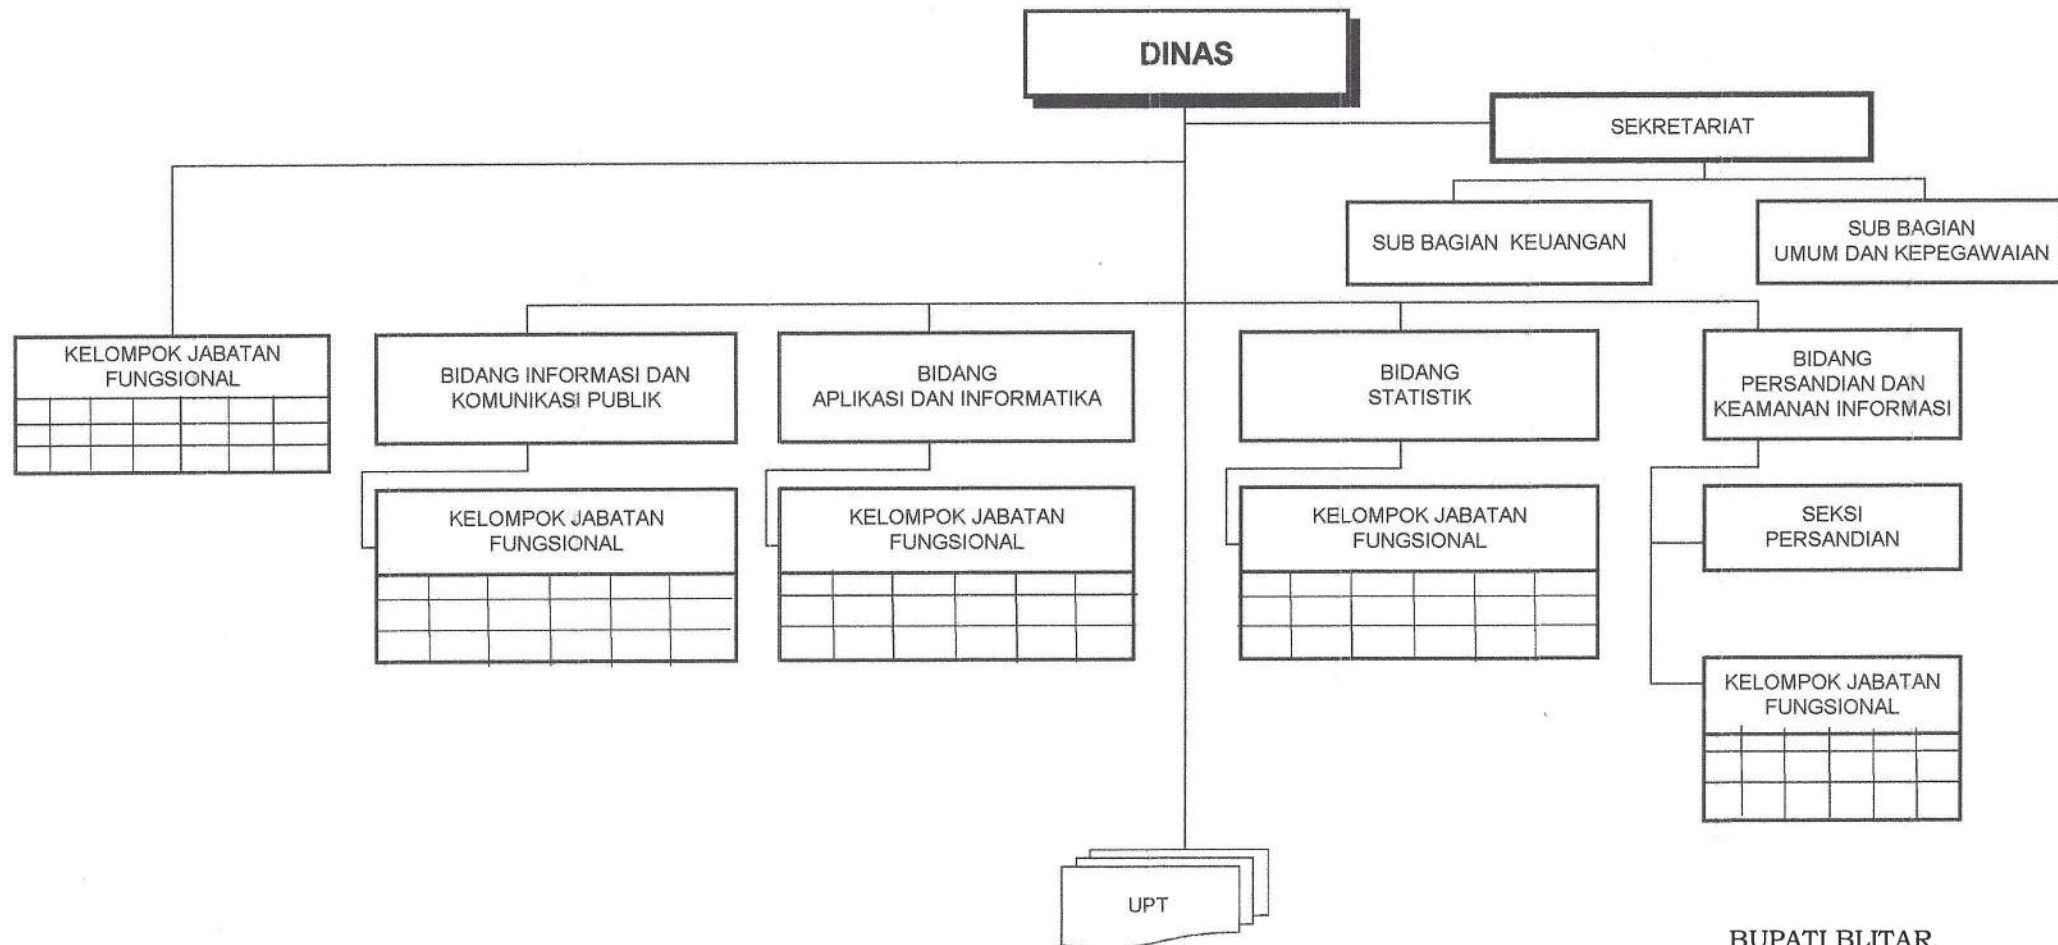 DINAS
SEKRETARIAT
SUB BAGIAN KEUANGAN
SUB BAGIAN
UMUM DAN KEPEGAWAIAN
KELOMPOK JABATAN
FUNGSIONAL
BIDANG INFORMASI DAN
KOMUNIKASI PUBLIK
BIDANG
APLIKASI DAN INFORMATIKA
BIDANG
STATISTIK
BIDANG
PERSANDIAN DAN
KEAMANAN INFORMASI
KELOMPOK JABATAN
FUNGSIONAL
KELOMPOK JABATAN
FUNGSIONAL
KELOMPOK JABATAN
FUNGSIONAL
SEKSI
PERSANDIAN
KELOMPOK JABATAN
FUNGSIONAL
UPT
BUPATI BLITAR